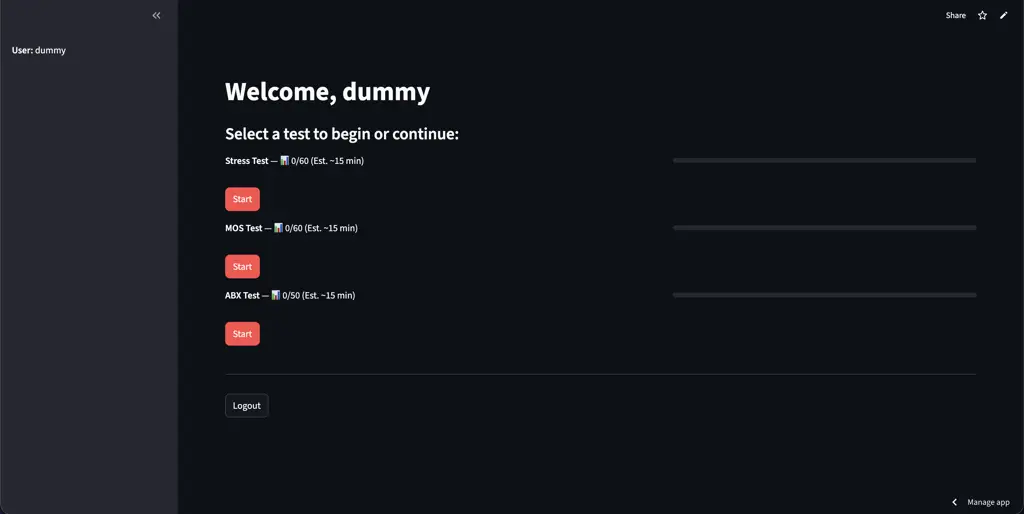 Share
User: dummy
Welcome, dummy
Select a test to begin or continue:
Stress Test — 📊 0/60 (Est. ~15 min)
Start
MOS Test — 📊 0/60 (Est. ~15 min)
Start
ABX Test — 📊 0/50 (Est. ~15 min)
Start
Logout
Manage app